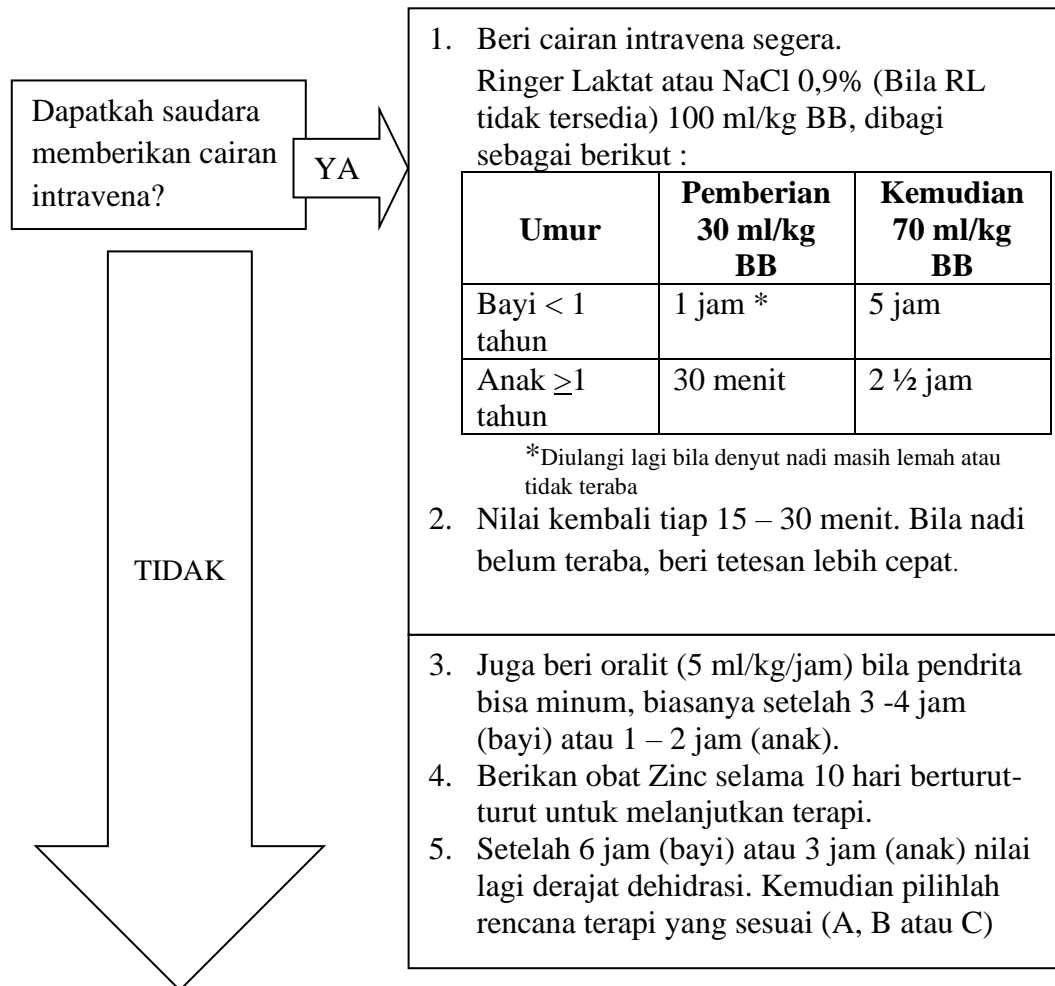 Dapatkah saudara
memberikan cairan
intravena?
YA
TIDAK
1. Beri cairan intravena segera.
Ringer Laktat atau NaCl 0,9% (Bila RL
tidak tersedia) 100 ml/kg BB, dibagi
sebagai berikut :
Umur
Pemberian
30 ml/kg
BB
Kemudian
70 ml/kg
BB
Bayi < 1
tahun
1 jam *
5 jam
Anak ≥1
tahun
30 menit
2 ½ jam
*Diulangi lagi bila denyut nadi masih lemah atau
tidak teraba
2. Nilai kembali tiap 15 – 30 menit. Bila nadi
belum teraba, beri tetesan lebih cepat.
3. Juga beri oralit (5 ml/kg/jam) bila pendrita
bisa minum, biasanya setelah 3 -4 jam
(bayi) atau 1 – 2 jam (anak).
4. Berikan obat Zinc selama 10 hari berturut-
turut untuk melanjutkan terapi.
5. Setelah 6 jam (bayi) atau 3 jam (anak) nilai
lagi derajat dehidrasi. Kemudian pilihlah
rencana terapi yang sesuai (A, B atau C)